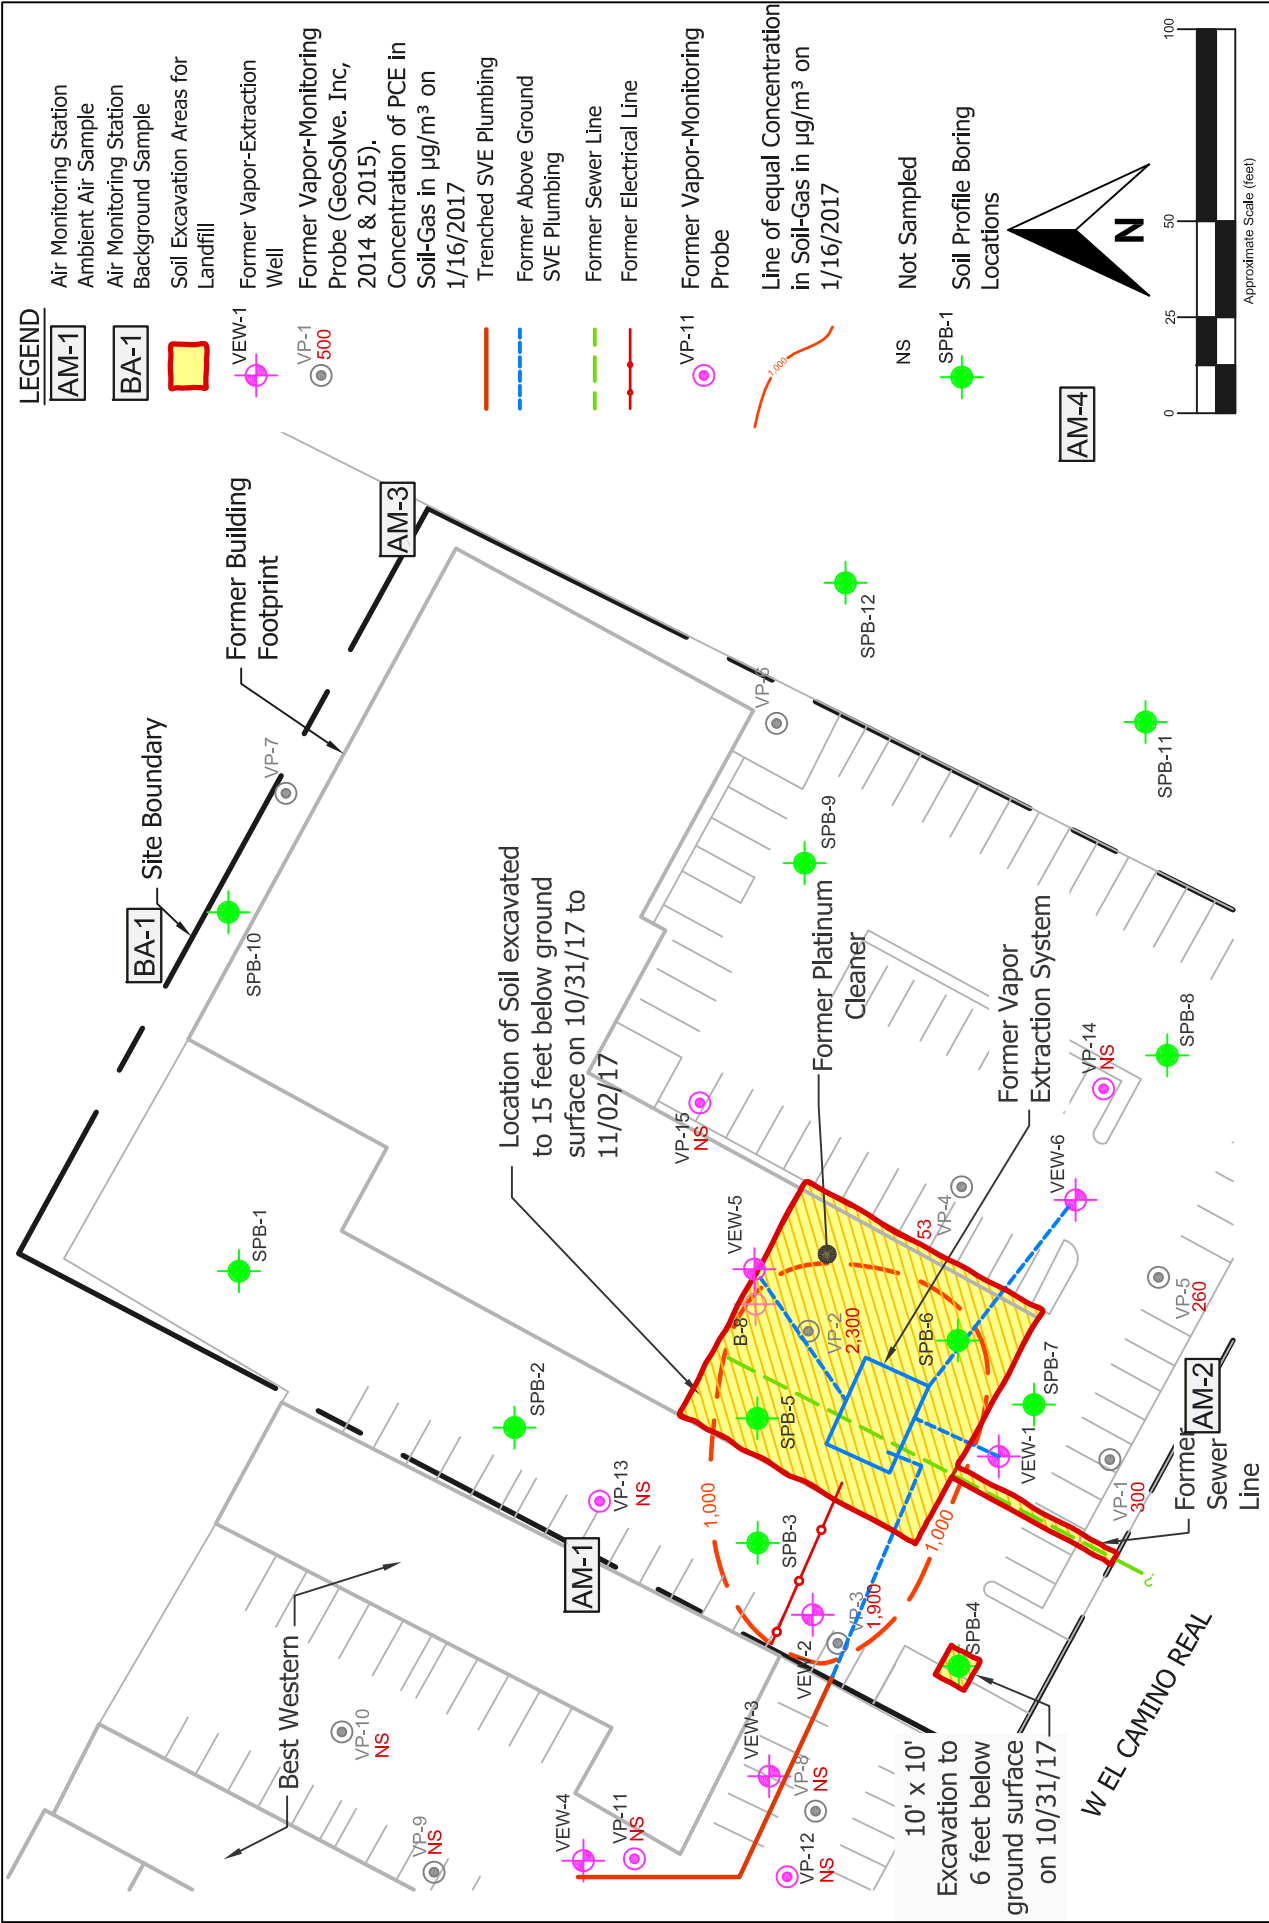 LEGEND
AM-1
Air Monitoring Station
Ambient Air Sample
BA-1
Air Monitoring Station
Background Sample
Soil Excavation Areas for
Landfill
VEW-1
Former Vapor-Extraction
Well
VP-1
500
Former Vapor-Monitoring
Probe (GeoSolve. Inc,
2014 & 2015).
Concentration of PCE in
Soil-Gas in µg/m³ on
1/16/2017
Trenched SVE Plumbing
Former Above Ground
SVE Plumbing
Former Sewer Line
Former Electrical Line
VP-11
Former Vapor-Monitoring
Probe
1,000
Line of equal Concentration
in Soil-Gas in µg/m³ on
1/16/2017
NS
Not Sampled
SPB-1
Soil Profile Boring
Locations
N
0
25
50
100
Approximate Scale (feet)
AM-4
AM-3
Former Building
Footprint
Site Boundary
BA-1
VP-7
SPB-10
SPB-12
VP-6
SPB-11
SPB-9
SPB-8
Location of Soil excavated
to 15 feet below ground
surface on 10/31/17 to
11/02/17
Former Platinum
Cleaner
Former Vapor
Extraction System
VP-14
NS
VP-15
NS
VEW-6
VEW-5
VP-4
53
SPB-1
B-8
VP-2
2,300
SPB-6
SPB-5
VP-5
260
SPB-7
AM-2
SPB-2
VEW-1
VP-1
300
Former
Sewer
Line
?
VP-13
NS
1,000
1,000
SPB-3
AM-1
VP-3
1,900
VEW-2
SPB-4
Best Western
VEW-3
VP-10
NS
VP-8
NS
VP-9
NS
VEW-4
VP-11
NS
VP-12
NS
10' x 10'
Excavation to
6 feet below
ground surface
on 10/31/17
W EL CAMINO REAL